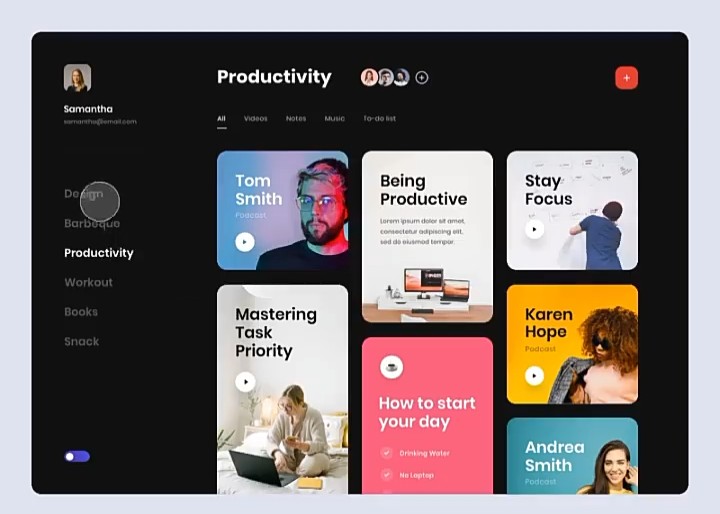 Samantha
samantha@email.com
Design
Barbeque
Productivity
Workout
Books
Snack
Productivity
All
Videos
Notes
Music
To-do list
Tom
Smith
Podcast
Being
Productive
Lorem ipsum dolor sit amet,
consectetur adipiscing elit,
sed do eiusmod tempor
Stay
Focus
Mastering
Task
Priority
How to start
your day
Drinking Water
No Laptop
Karen
Hope
Podcast
Andrea
Smith
Podcast